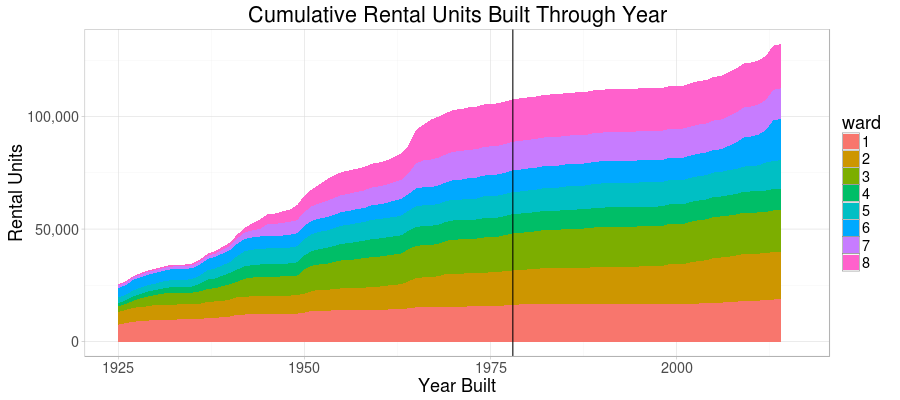 Cumulative Rental Units Built Through Year
Rental Units
100,000
50,000
0
1925 1950 1975 2000
Year Built
ward
1
2
3
4
5
6
7
8